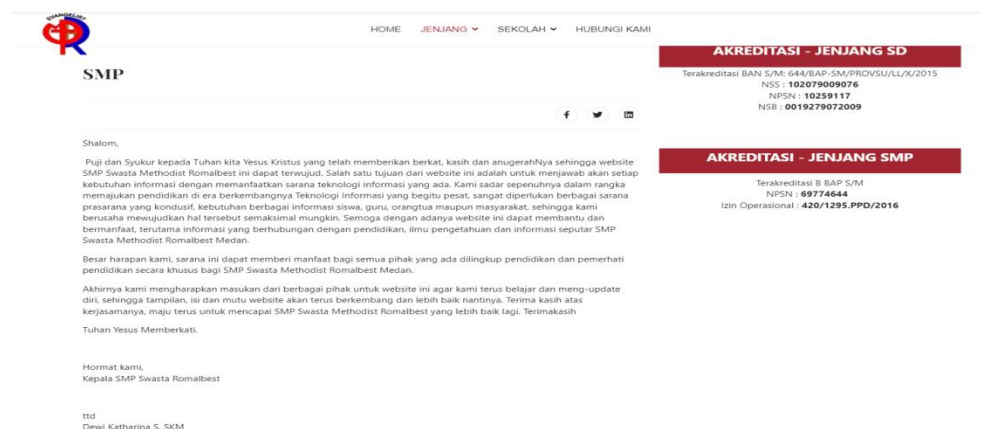 EVANGELIST
HOME JENJANG SEKOLAH HUBUNGI KAMI
SMP
Shalom,
Puji dan Syukur kepada Tuhan kita Yesus Kristus yang telah memberikan berkat, kasih dan anugerahNya sehingga website
SMP Swasta Methodist Romalbest ini dapat terwujud. Salah satu tujuan dari website ini adalah untuk menjawab akan setiap
kebutuhan informasi dengan memanfaatkan sarana teknologi informasi yang ada. Kami sadar sepenuhnya dalam rangka
memajukan pendidikan di era berkembangnya Teknologi Informasi yang begitu pesat, sangat diperlukan berbagai sarana
prasarana yang kondusif, kebutuhan berbagai informasi siswa, guru, orangtua maupun masyarakat, sehingga kami
berusaha mewujudkan hal tersebut semaksimal mungkin. Semoga dengan adanya website ini dapat membantu dan
bermanfaat, terutama informasi yang berhubungan dengan pendidikan, ilmu pengetahuan dan informasi seputar SMP
Swasta Methodist Romalbest Medan.
Besar harapan kami, sarana ini dapat memberi manfaat bagi semua pihak yang ada dilingkup pendidikan dan pemerhati
pendidikan secara khusus bagi SMP Swasta Methodist Romalbest Medan.
Akhirnya kami mengharapkan masukan dari berbagai pihak untuk website ini agar kami terus belajar dan meng-update
diri, sehingga tampilan, isi dan mutu website akan terus berkembang dan lebih baik nantinya. Terima kasih atas
kerjasamanya, maju terus untuk mencapai SMP Swasta Methodist Romalbest yang lebih baik lagi. Terimakasih
Tuhan Yesus Memberkati.
Hormat kami,
Kepala SMP Swasta Romalbest
ttd
Dewi Katharina S, SKM
AKREDITASI - JENJANG SD
Terakreditasi BAN S/M: 644/BAP-SM/PROVSU/LL/X/2015
NSS : 102079009076
NPSN : 10259117
NSB : 0019279072009
AKREDITASI - JENJANG SMP
Terakreditasi B BAP S/M
NPSN : 69774644
Izin Operasional : 420/1295.PPD/2016